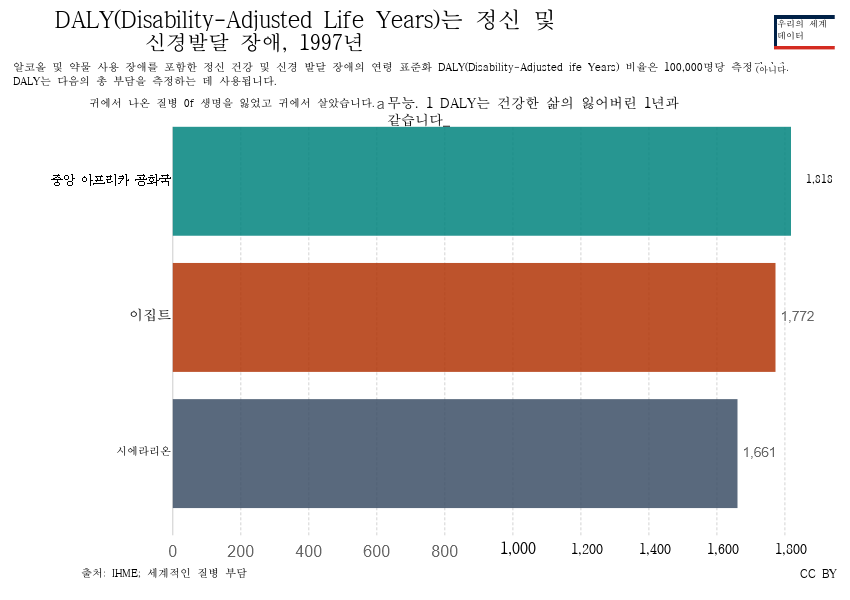 DALY(Disability-Adjusted Life Years)는 정신 및
신경발달 장애, 1997년
우리의 세계
데이터
알코올 및 약물 사용 장애를 포함한 정신 건강 및 신경 발달 장애의 연령 표준화 DALY(Disability-Adjusted ife Years) 비율은 100,000명당 측정
(아니다.
DALY는 다음의 총 부담을 측정하는 데 사용됩니다.
귀에서 나온 질병 Of 생명을 잃었고 귀에서 살았습니다. a 무능. 1 DALY는 건강한 삶의 잃어버린 1년과
같습니다_
중앙 아프리카 공화국
1,818
이집트
1,772
시에라리온
1,661
0 200 400 600 800 1,000 1,200 1,400 1,600 1,800
출처: IHME; 세계적인 질병 부담
CC BY